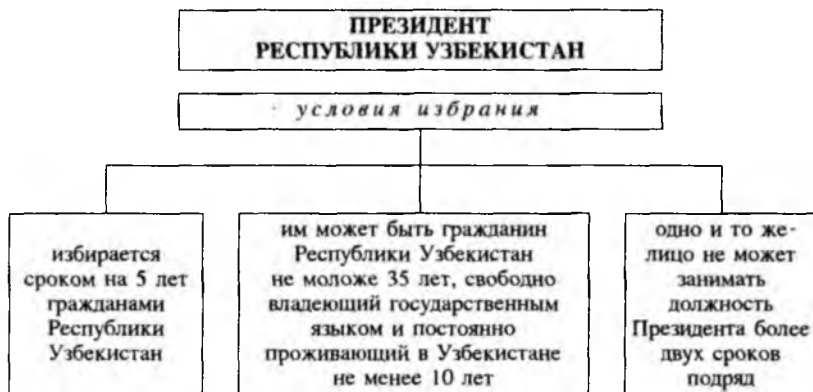 ПРЕЗИДЕНТ
РЕСПУБЛИКИ УЗБЕКИСТАН
условия избрания
избирается
сроком на 5 лет
гражданами
Республики
Узбекистан
им может быть гражданин
Республики Узбекистан
не моложе 35 лет, свободно
владеющий государственным
языком и постоянно
проживающий в Узбекистане
не менее 10 лет
одно и то же-
лицо не может
занимать
должность
Президента более
двух сроков
подряд